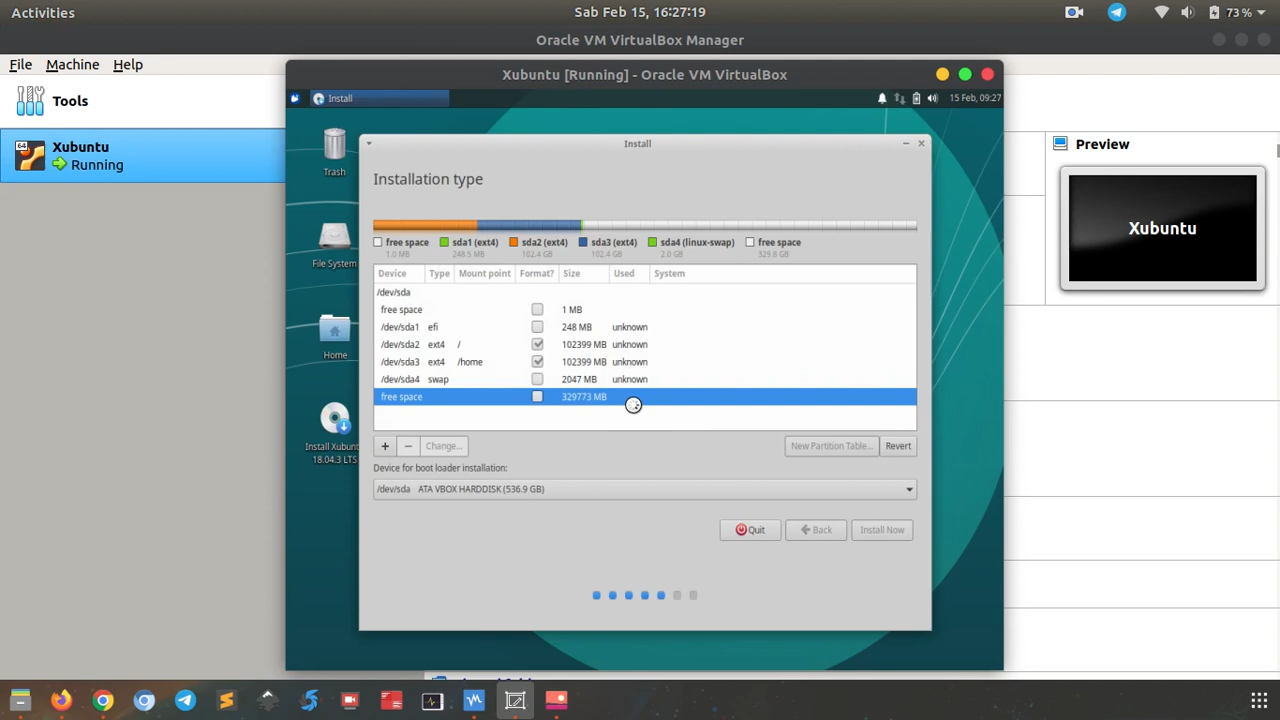 Activities
Sab Feb 15, 16:27:19
73 %
Oracle VM VirtualBox Manager
File Machine Help
Tools
64
Xubuntu
Running
Xubuntu [Running] - Oracle VM VirtualBox
Install
15 Feb, 09:27
Trash
File System
Home
Install Xubunt
18.04.3 LTS
Install
Installation type
free space sda1 (ext4) sda2 (ext4) sda3 (ext4) sda4 (linux-swap) free space
1.0 MB 248.5 MB 102.4 GB 102.4 GB 2.0 GB 329.8 GB
Device Type Mount point Format? Size Used System
/dev/sda
free space 1 MB
/dev/sda1 efi 248 MB unknown
/dev/sda2 ext4 / 102399 MB unknown
/dev/sda3 ext4 /home 102399 MB unknown
/dev/sda4 swap 2047 MB unknown
free space 329773 MB
+ − Change... New Partition Table... Revert
Device for boot loader installation:
/dev/sda ATA VBOX HARDDISK (536.9 GB)
Quit Back Install Now
Preview
Xubuntu